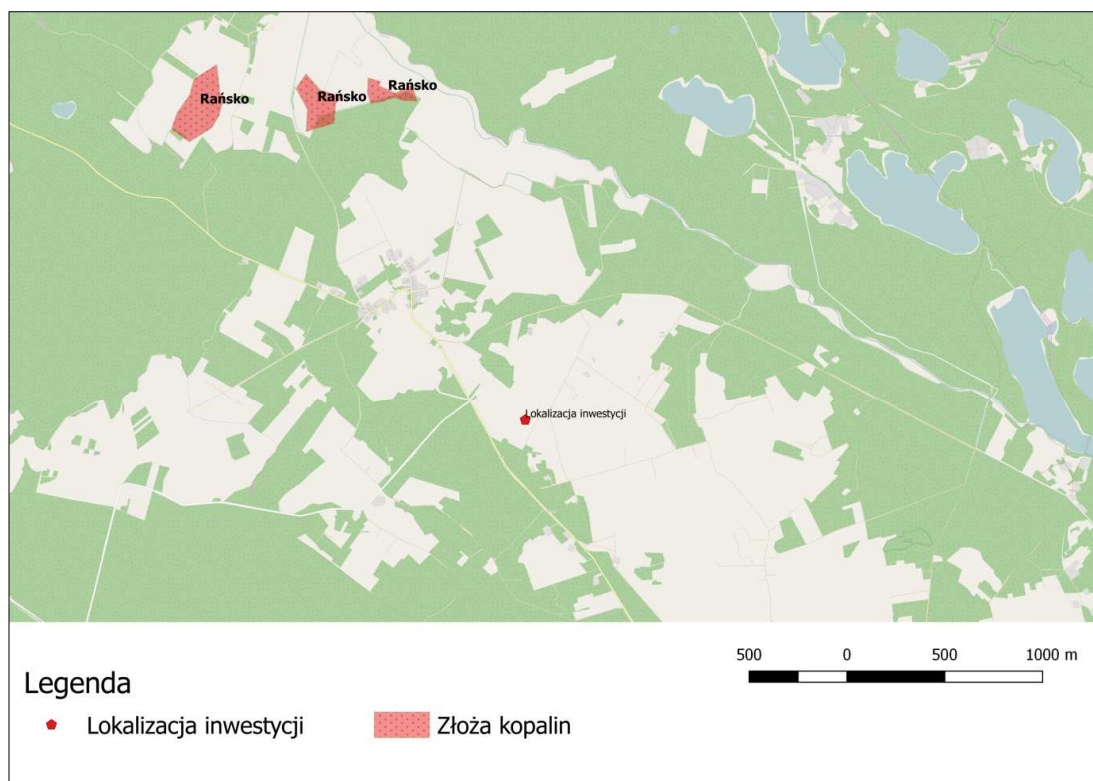 Rańsko
Rańsko
Rańsko
Lokalizacja inwestycji
500 0 500 1000 m
Legenda
Lokalizacja inwestycji
Złoża kopalin